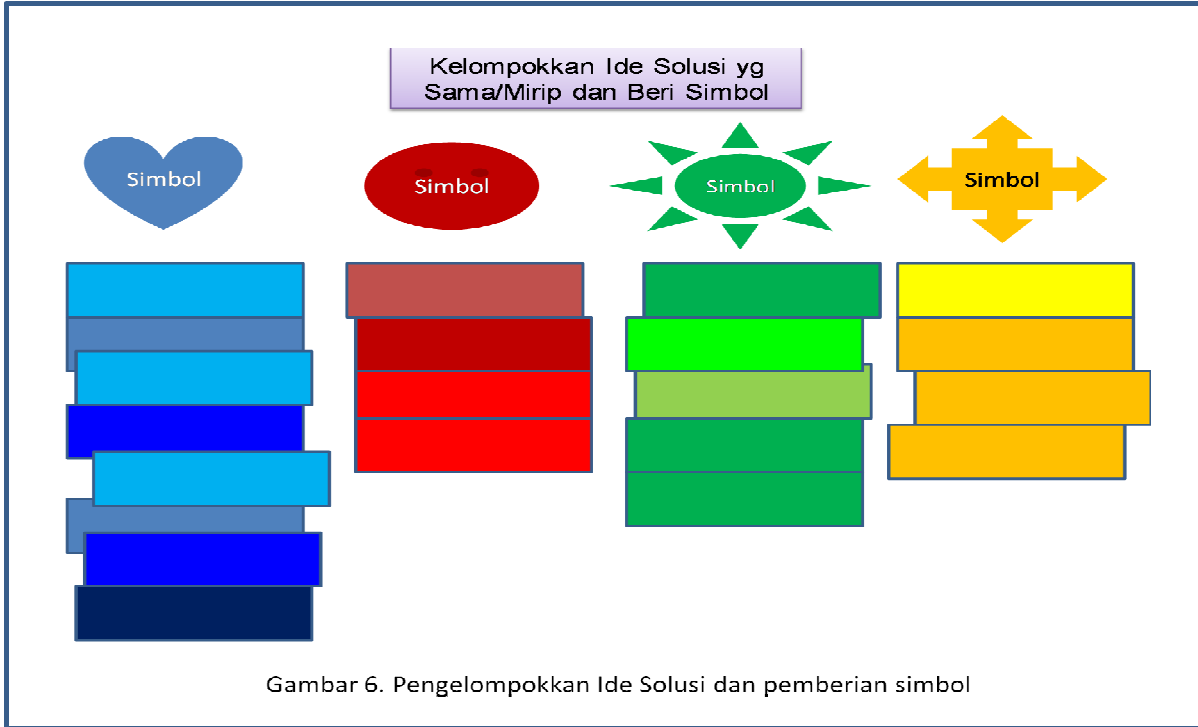 Kelompokkan Ide Solusi yg
Sama/Mirip dan Beri Simbol
Simbol
Simbol
Simbol
Simbol
Gambar 6. Pengelompokkan Ide Solusi dan pemberian simbol